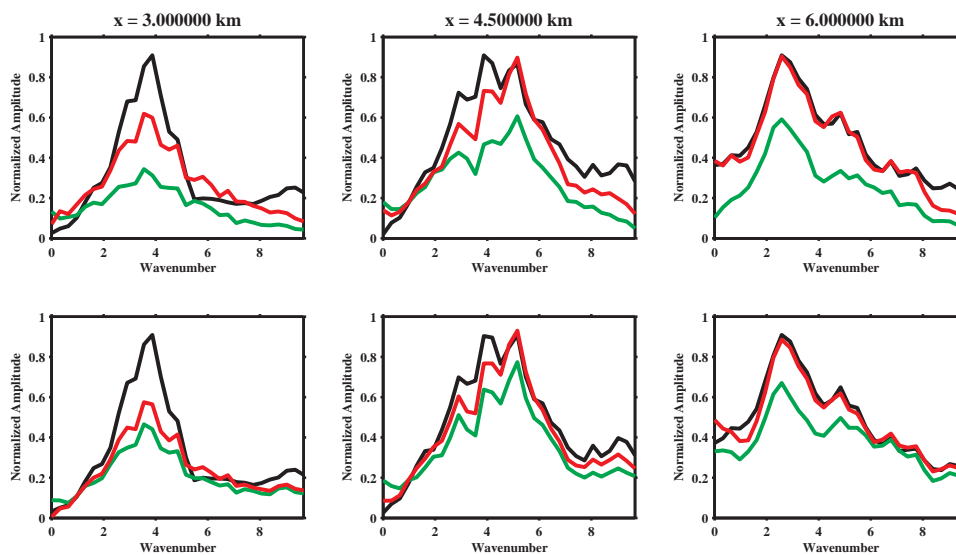 x = 3.000000 km x = 4.500000 km x = 6.000000 km
1 1 1
0.8 0.8 0.8
0.6 0.6 0.6
0.4 0.4 0.4
0.2 0.2 0.2
0 0 0
Normalized Amplitude Normalized Amplitude Normalized Amplitude
0 2 4 6 8 0 2 4 6 8 0 2 4 6 8
Wavenumber Wavenumber Wavenumber
1 1 1
0.8 0.8 0.8
0.6 0.6 0.6
0.4 0.4 0.4
0.2 0.2 0.2
0 0 0
Normalized Amplitude Normalized Amplitude Normalized Amplitude
0 2 4 6 8 0 2 4 6 8 0 2 4 6 8
Wavenumber Wavenumber Wavenumber